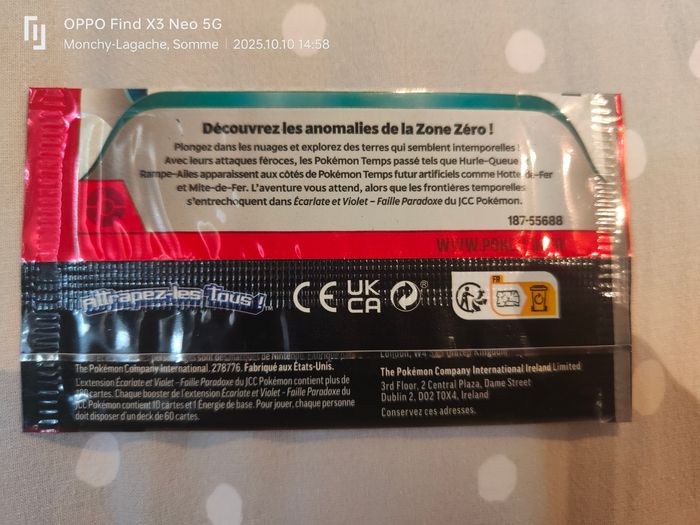 OPPO Find X3 Neo 5G
Monchy-Lagache, Somme | 2025.10.10 14:58
Découvrez les anomalies de la Zone Zéro !
Plongez dans les nuages et explorez des terres qui semblent intemporelles !
Avec leurs attaques féroces, les Pokémon Temps passé tels que Hurle-Queue
Rampe-Ailes apparaissent aux côtés de Pokémon Temps futur artificiels comme Hotte-de-Fer
et Mite-de-Fer. L'aventure vous attend, alors que les frontières temporelles
s'entrechoquent dans Écarlate et Violet – Faille Paradoxe du JCC Pokémon.
187-55688
Attrapez-les Tous !™
CE UK CA ®
FR
The Pokémon Company International. 278776. Fabriqué aux États-Unis.
L'extension Écarlate et Violet – Faille Paradoxe du JCC Pokémon contient plus de
cartes. Chaque booster de l'extension Écarlate et Violet – Faille Paradoxe du
JCC Pokémon contient 10 cartes et 1 Énergie de base. Pour jouer, chaque personne
doit disposer d'un deck de 60 cartes.
London, W4
Kingdom
The Pokémon Company International Ireland Limited
3rd Floor, 2 Central Plaza, Dame Street
Dublin 2, D02 T0X4, Ireland
Conservez ces adresses.